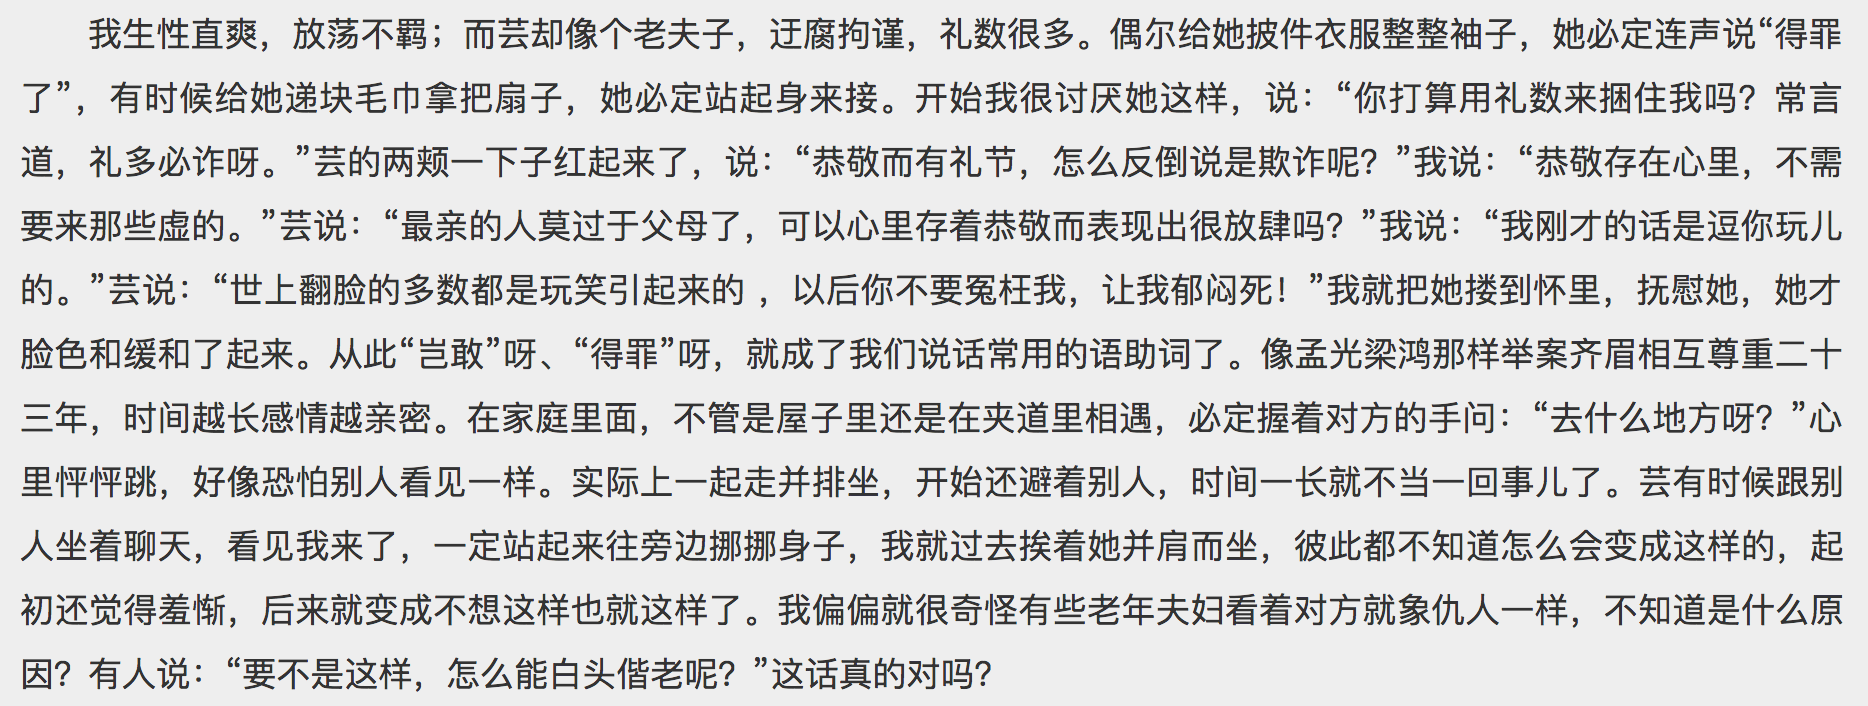 我生性直爽，放荡不羁；而芸却像个老夫子，迂腐拘谨，礼数很多。偶尔给她披件衣服整整袖子，她必定连声说“得罪
了”，有时候给她递块毛巾拿把扇子，她必定站起身来接。开始我很讨厌她这样，说：“你打算用礼数来捆住我吗？常言
道，礼多必诈呀。”芸的两颊一下子红起来了，说：“恭敬而有礼节，怎么反倒说是欺诈呢？”我说：“恭敬存在心里，不需
要来那些虚的。”芸说：“最亲的人莫过于父母了，可以心里存着恭敬而表现出很放肆吗？”我说：“我刚才的话是逗你玩儿
的。”芸说：“世上翻脸的多数都是玩笑引起来的 ，以后你不要冤枉我，让我郁闷死！”我就把她搂到怀里，抚慰她，她才
脸色和缓和了起来。从此“岂敢”呀、“得罪”呀，就成了我们说话常用的语助词了。像孟光梁鸿那样举案齐眉相互尊重二十
三年，时间越长感情越亲密。在家庭里面，不管是屋子里还是在夹道里相遇，必定握着对方的手问：“去什么地方呀？”心
里怦怦跳，好像恐怕别人看见一样。实际上一起走并排坐，开始还避着别人，时间一长就不当一回事儿了。芸有时候跟别
人坐着聊天，看见我来了，一定站起来往旁边挪挪身子，我就过去挨着她并肩而坐，彼此都不知道怎么会变成这样的，起
初还觉得羞惭，后来就变成不想这样也就这样了。我偏偏就很奇怪有些老年夫妇看着对方就象仇人一样，不知道是什么原
因？有人说：“要不是这样，怎么能白头偕老呢？”这话真的对吗？